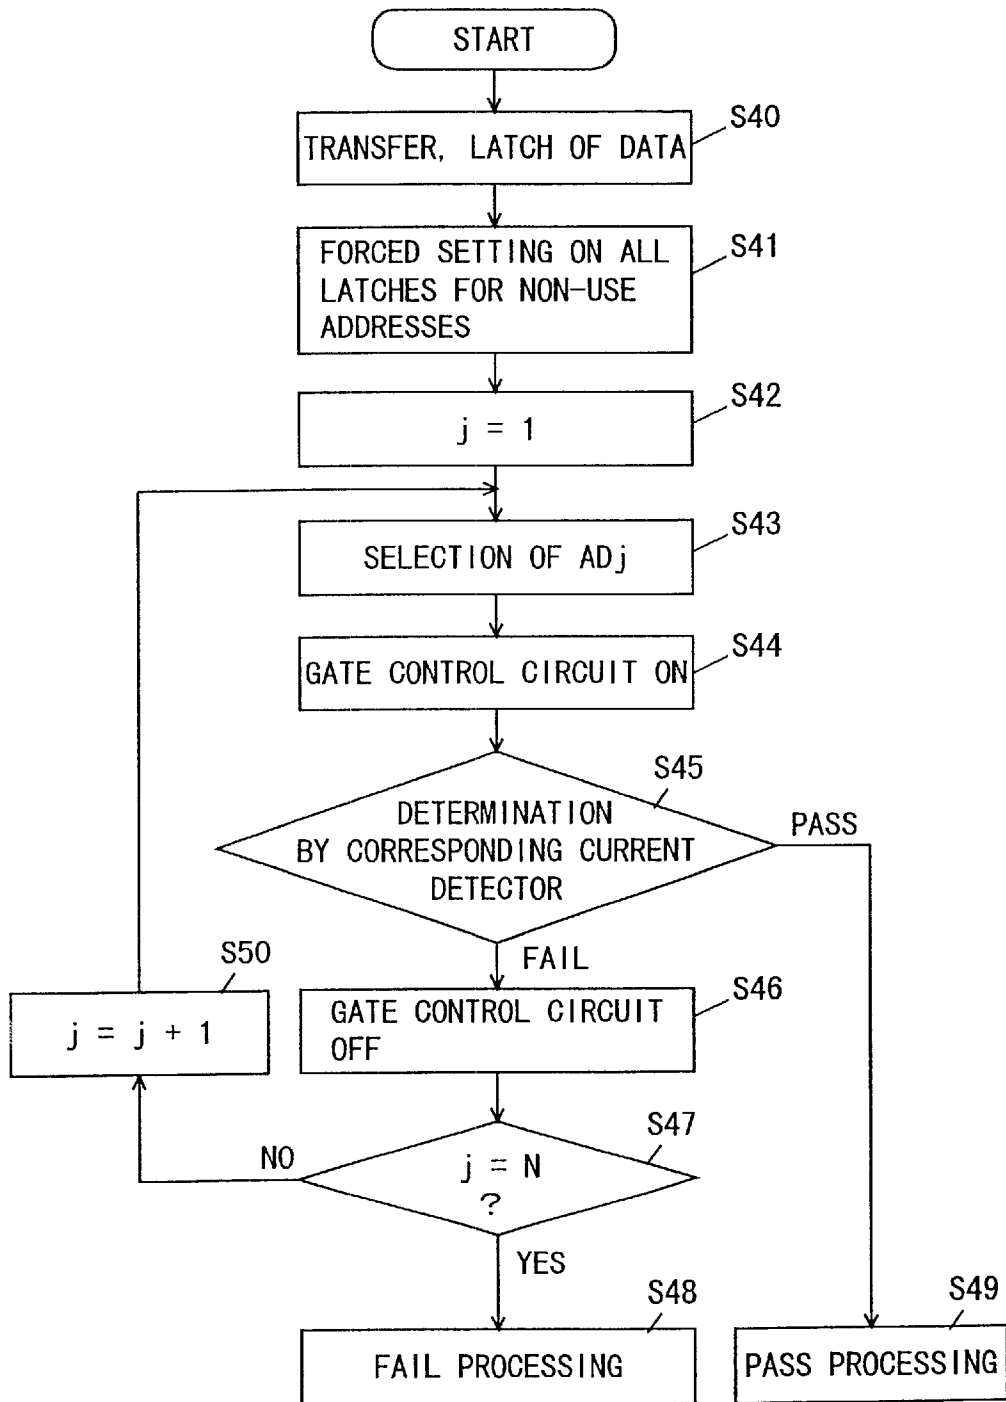 START
S40
TRANSFER, LATCH OF DATA
S41
FORCED SETTING ON ALL
LATCHES FOR NON-USE
ADDRESSES
S42
j = 1
S43
SELECTION OF ADj
S44
GATE CONTROL CIRCUIT ON
S45
DETERMINATION
BY CORRESPONDING CURRENT
DETECTOR
PASS
FAIL
S50
j = j + 1
S46
GATE CONTROL CIRCUIT
OFF
S47
NO
j = N
?
YES
S48
FAIL PROCESSING
S49
PASS PROCESSING